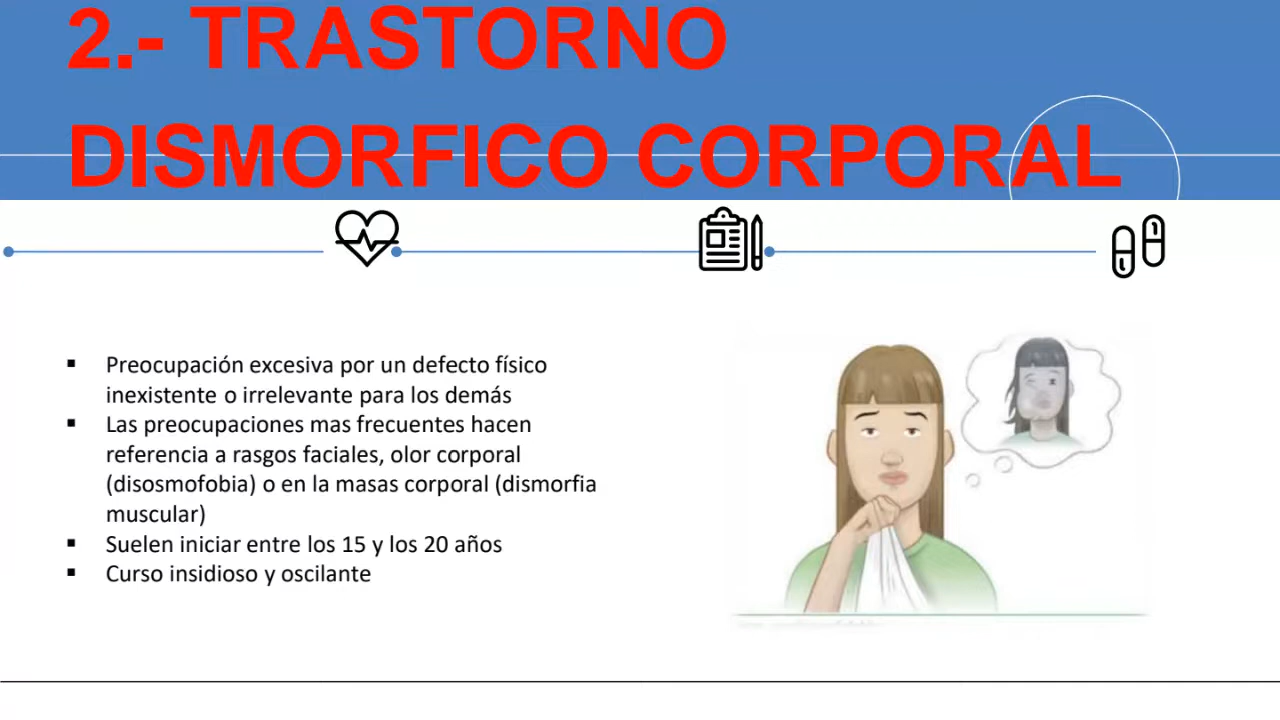 2.- TRASTORNO
DISMORFICO CORPORAL
▪ Preocupación excesiva por un defecto físico
inexistente o irrelevante para los demás
▪ Las preocupaciones mas frecuentes hacen
referencia a rasgos faciales, olor corporal
(disosmofobia) o en la masas corporal (dismorfia
muscular)
▪ Suelen iniciar entre los 15 y los 20 años
▪ Curso insidioso y oscilante